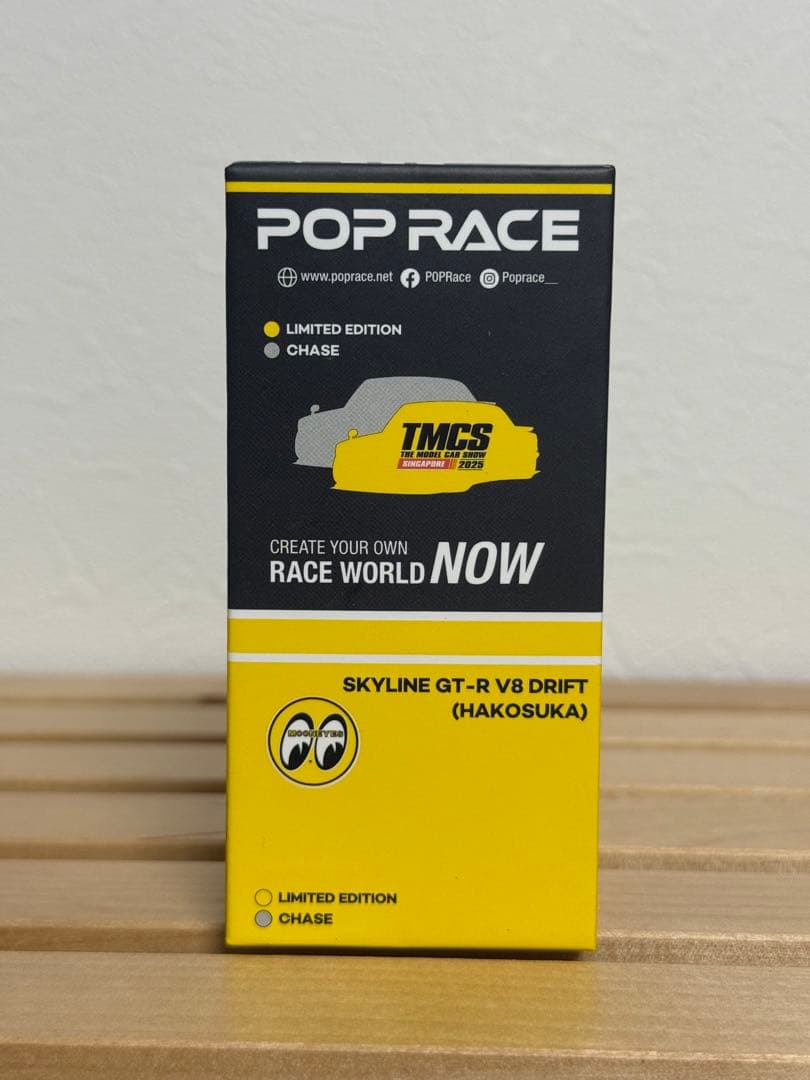 POP RACE
www.poprace.net POPRace Poprace__
LIMITED EDITION
CHASE
TMCS
THE MODEL CAR SHOW
SINGAPORE 2025
CREATE YOUR OWN
RACE WORLD NOW
SKYLINE GT-R V8 DRIFT
(HAKOSUKA)
MOONEYES
LIMITED EDITION
CHASE